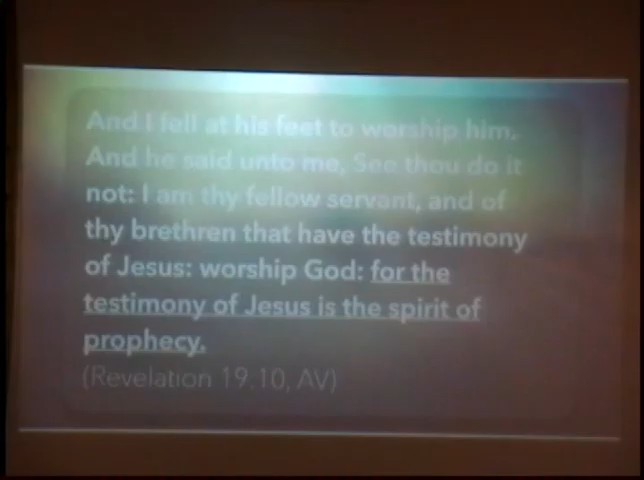 And I fell at his feet to worship him.
And he said unto me, See thou do it
not: I am thy fellow servant, and of
thy brethren that have the testimony
of Jesus: worship God: for the
testimony of Jesus is the spirit of
prophecy.
(Revelation 19.10, AV)